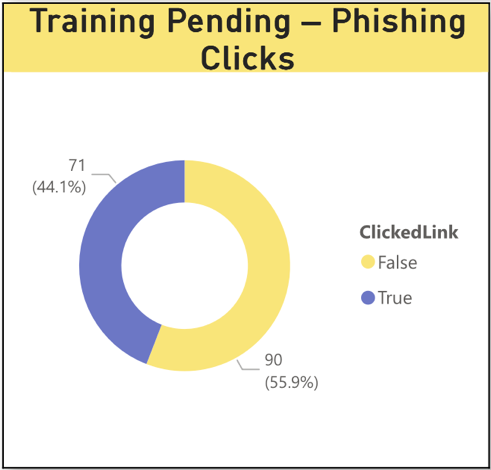 Training Pending – Phishing
Clicks
71
(44.1%)
ClickedLink
False
True
90
(55.9%)